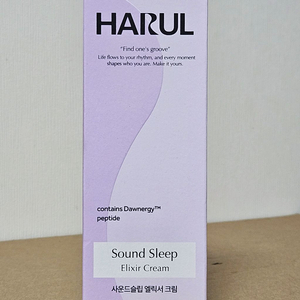 HARUL
"Find one's groove"
Life flows to your rhythm, and every moment
shapes who you are. Make it yours.
contains Dawnergy™
peptide
Sound Sleep
Elixir Cream
사운드슬립 엘릭서 크림